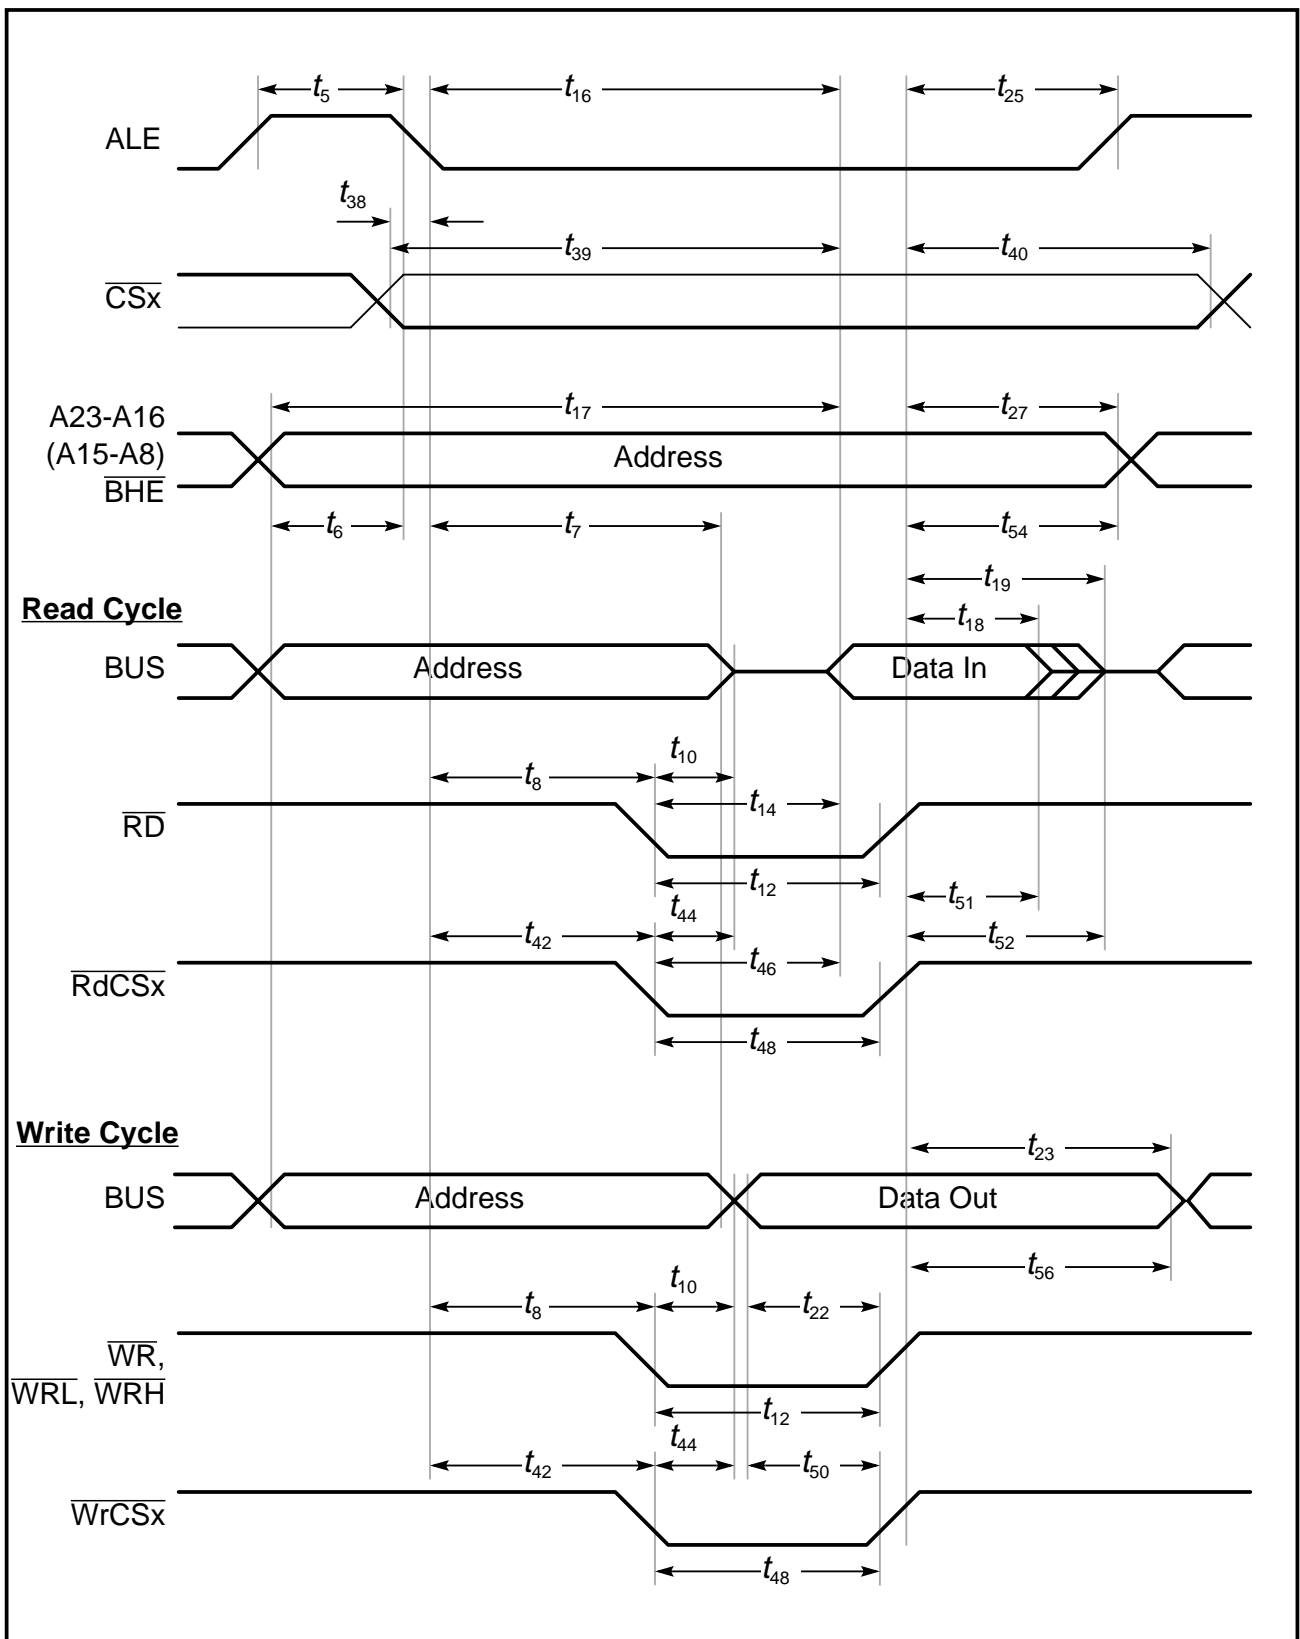 t5 t16 t25
ALE
t38
t39 t40
CSx
t17 t27
A23-A16
(A15-A8)
BHE
Address
t6 t7 t54
t19
Read Cycle
t18
BUS Address Data In
t10
t8
t14
RD
t12
t51
t44
t42 t52
t46
RdCSx
t48
Write Cycle
t23
BUS Address Data Out
t56
t10
t8 t22
WR,
WRL, WRH
t12
t44
t42 t50
WrCSx
t48